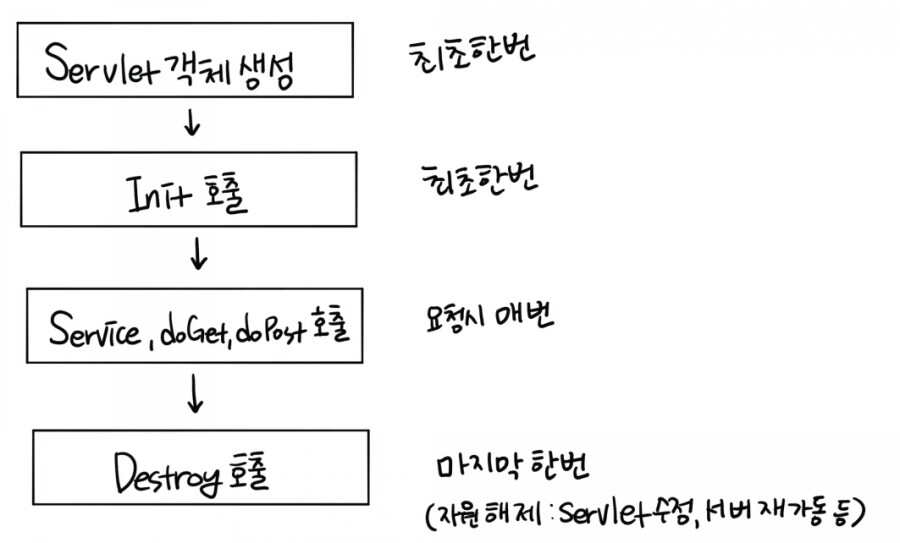 Servlet 객체 생성
최초한번
Init 호출
최초한번
Service, doGet, doPost 호출
요청시 매번
Destroy 호출
마지막 한번
(자원 해제 : Servlet 수정, 서버 재가동 등)